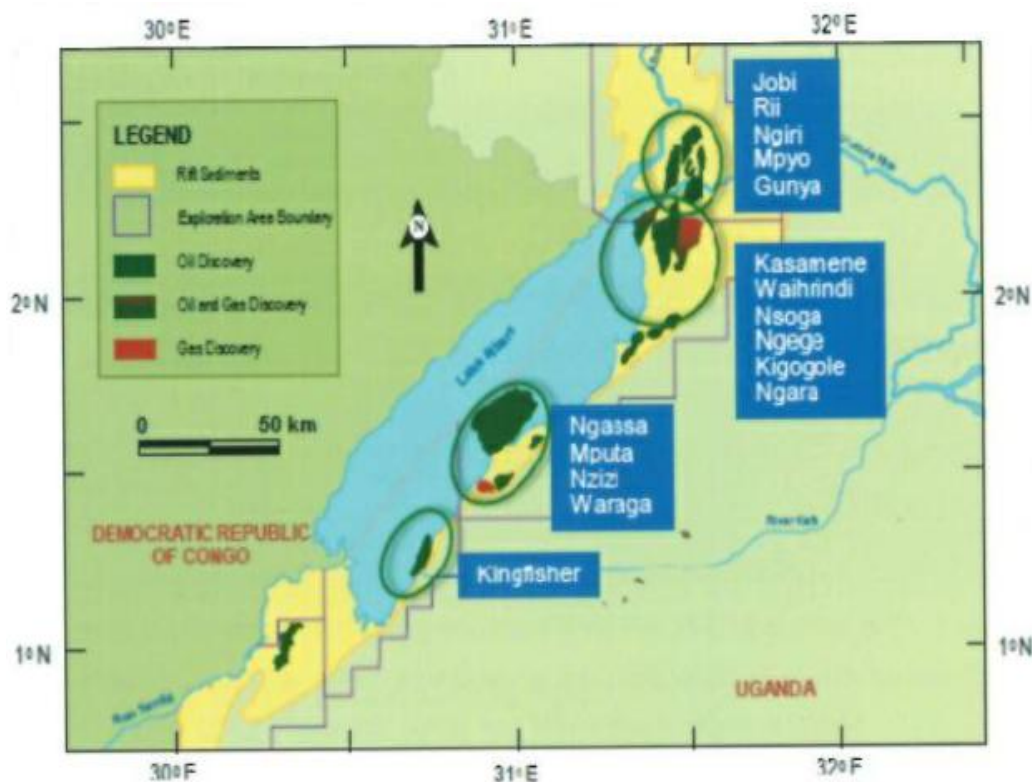 30°E 31°E 32°E
LEGEND
Rift Sediments
Exploration Area Boundary
Oil Discovery
Oil and Gas Discovery
Gas Discovery
N
Jobi
Rii
Ngiri
Mpyo
Gunya
2°N
2°N
Kasamene
Waihrindi
Nsoga
Ngege
Kigogole
Ngara
Lake Albert
0 50 km
Ngassa
Mputa
Nzizi
Waraga
DEMOCRATIC REPUBLIC
OF CONGO
Kingfisher
1°N
1°N
UGANDA
30°E 31°E 32°E